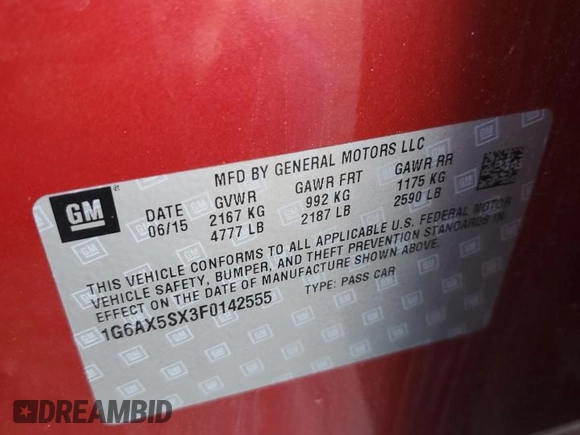 MFD BY GENERAL MOTORS LLC
GM®
DATE GVWR GAWR FRT GAWR RR
06/15 2167 KG 992 KG 1175 KG
4777 LB 2187 LB 2590 LB
THIS VEHICLE CONFORMS TO ALL APPLICABLE U.S. FEDERAL MOTOR
VEHICLE SAFETY, BUMPER, AND THEFT PREVENTION STANDARDS IN
EFFECT ON THE DATE OF MANUFACTURE SHOWN ABOVE.
1G6AX5SX3F0142555 TYPE: PASS CAR
DREAMBID